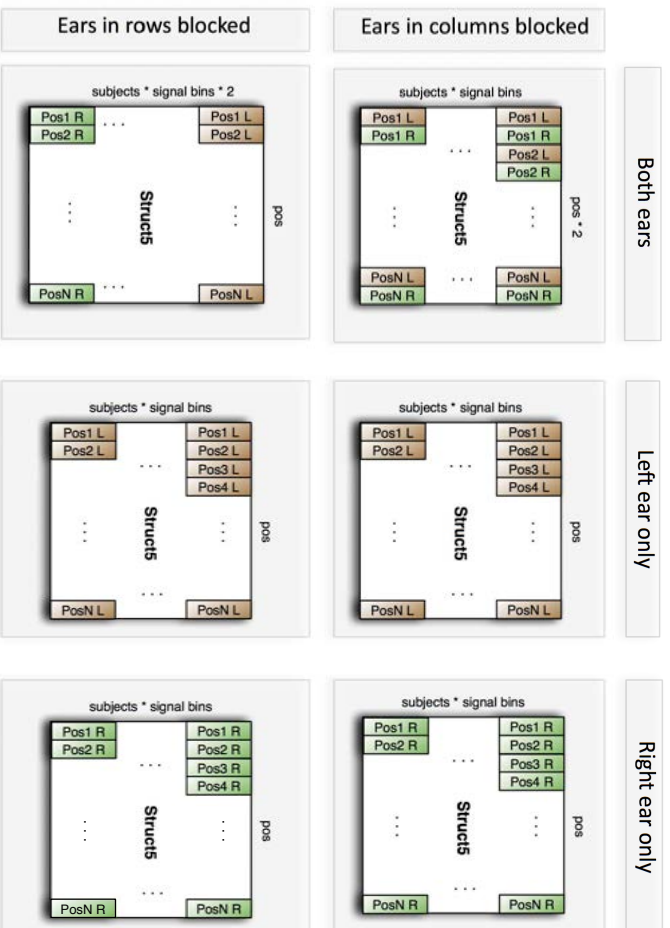 Ears in rows blocked
Ears in columns blocked
subjects * signal bins * 2
Pos1 R . . . Pos1 L
Pos2 R Pos2 L
. . . Struct5 . . . pos
PosN R . . . PosN L
subjects * signal bins
Pos1 L Pos1 L
Pos1 R Pos1 R
. . . Pos2 L
Pos2 R
. . . Struct5 . . . pos * 2
PosN L . . . PosN L
PosN R PosN R
Both ears
subjects * signal bins
Pos1 L Pos1 L
Pos2 L Pos2 L
. . . Pos3 L
Pos4 L
. . . Struct5 . . . pos
. . .
PosN L PosN L
subjects * signal bins
Pos1 L Pos1 L
Pos2 L Pos2 L
. . . Pos3 L
Pos4 L
. . . Struct5 . . . pos
. . .
PosN L PosN L
Left ear only
subjects * signal bins
Pos1 R Pos1 R
Pos2 R Pos2 R
. . . Pos3 R
Pos4 R
. . . Struct5 . . . pos
. . .
PosN R PosN R
subjects * signal bins
Pos1 R Pos1 R
Pos2 R Pos2 R
. . . Pos3 R
Pos4 R
. . . Struct5 . . . pos
. . .
PosN R PosN R
Right ear only